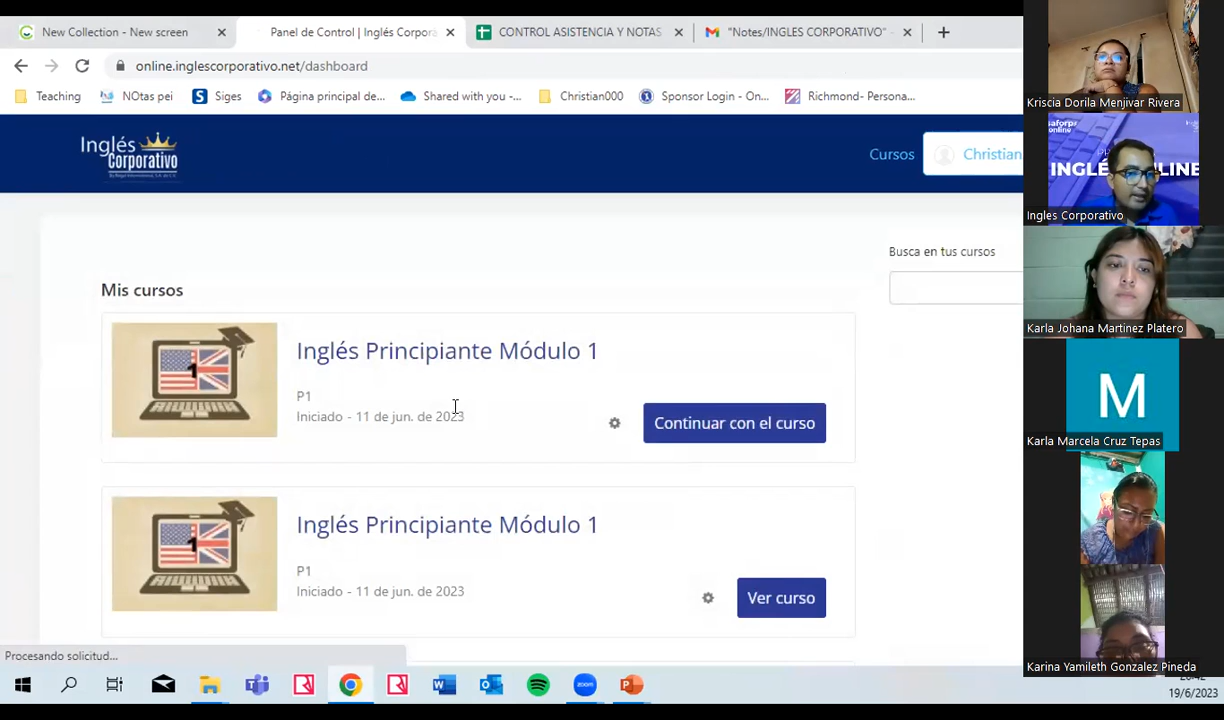 New Collection - New screen
Panel de Control | Inglés Corpora
CONTROL ASISTENCIA Y NOTAS
"Notes/INGLES CORPORATIVO" -
online.inglescorporativo.net/dashboard
Teaching
NOtas pei
Siges
Página principal de...
Shared with you -...
Christian000
Sponsor Login - On...
Richmond- Persona...
Inglés
Corporativo
Cursos
Christian
Busca en tus cursos
Mis cursos
1
Inglés Principiante Módulo 1
P1
Iniciado - 11 de jun. de 2023
Continuar con el curso
1
Inglés Principiante Módulo 1
P1
Iniciado - 11 de jun. de 2023
Ver curso
Procesando solicitud...
19/6/2023
Kriscia Dorila Menjivar Rivera
INGLÉ
LINE
Ingles Corporativo
Karla Johana Martinez Platero
M
Karla Marcela Cruz Tepas
Karina Yamileth Gonzalez Pineda